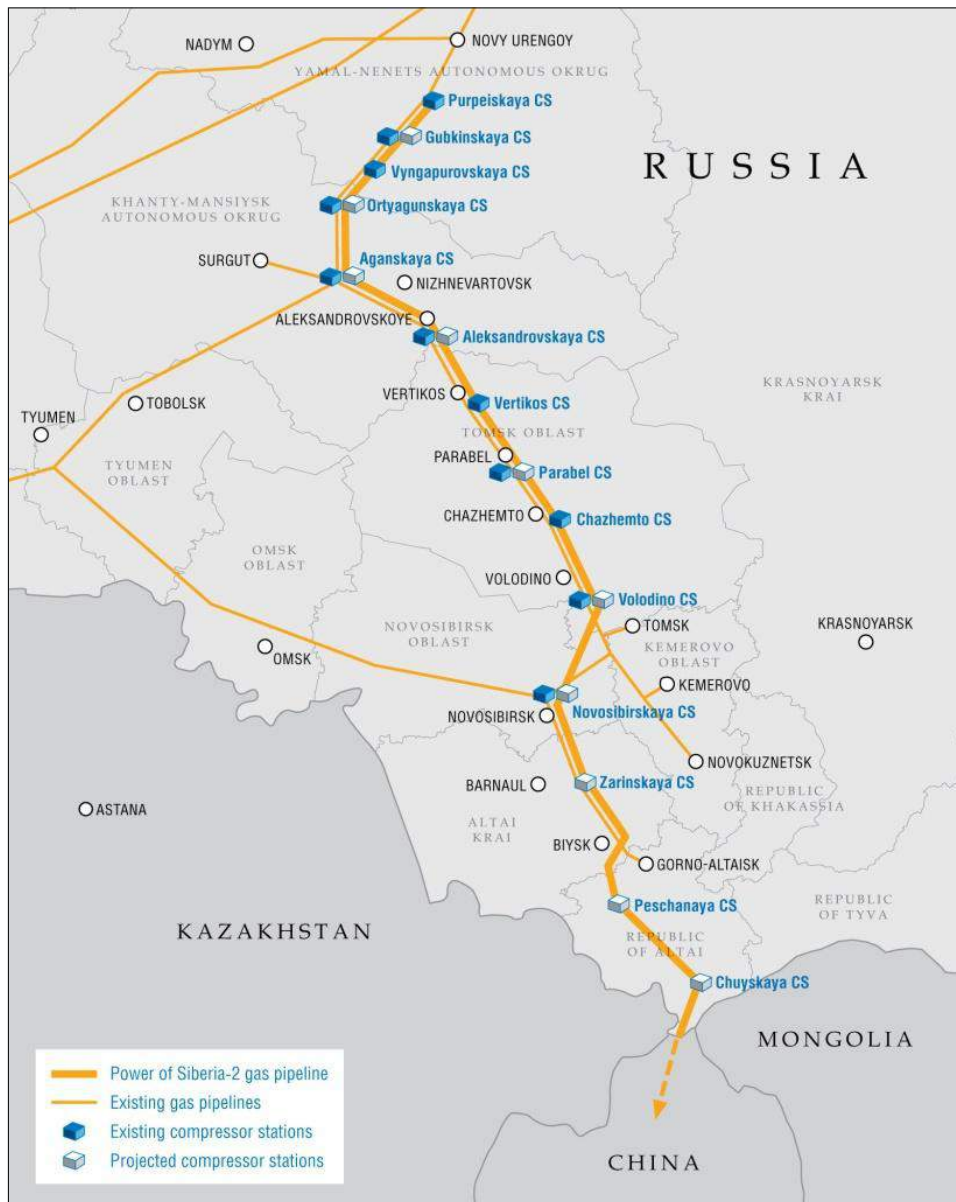 NADYM
NOVY URENGOY
YAMAL-NENETS AUTONOMOUS OKRUG
Purpeiskaya CS
Gubkinskaya CS
RUSSIA
Vyngapurovskaya CS
KHANTY-MANSIYSK
AUTONOMOUS OKRUG
Ortyagunskaya CS
SURGUT
Aganskaya CS
NIZHNEVARTOVSK
ALEKSANDROVSKOYE
Aleksandrovskaya CS
KRASNOYARSK
KRAI
VERTIKOS
Vertikos CS
TOBOLSK
TYUMEN
TOMSK OBLAST
PARABEL
TYUMEN
OBLAST
Parabel CS
CHAZHEMTO
Chazhemto CS
OMSK
OBLAST
VOLODINO
Volodino CS
NOVOSIBIRSK
OBLAST
TOMSK
KRASNOYARSK
KEMEROVO
OBLAST
OMSK
KEMEROVO
NOVOSIBIRSK
Novosibirskaya CS
NOVOKUZNETSK
BARNAUL
Zarinskaya CS
REPUBLIC
OF KHAKASSIA
ASTANA
ALTAI
KRAI
BIYSK
GORNO-ALTAISK
Peschanaya CS
REPUBLIC
OF TYVA
KAZAKHSTAN
REPUBLIC
OF ALTAI
Chuyskaya CS
MONGOLIA
Power of Siberia-2 gas pipeline
Existing gas pipelines
Existing compressor stations
Projected compressor stations
CHINA